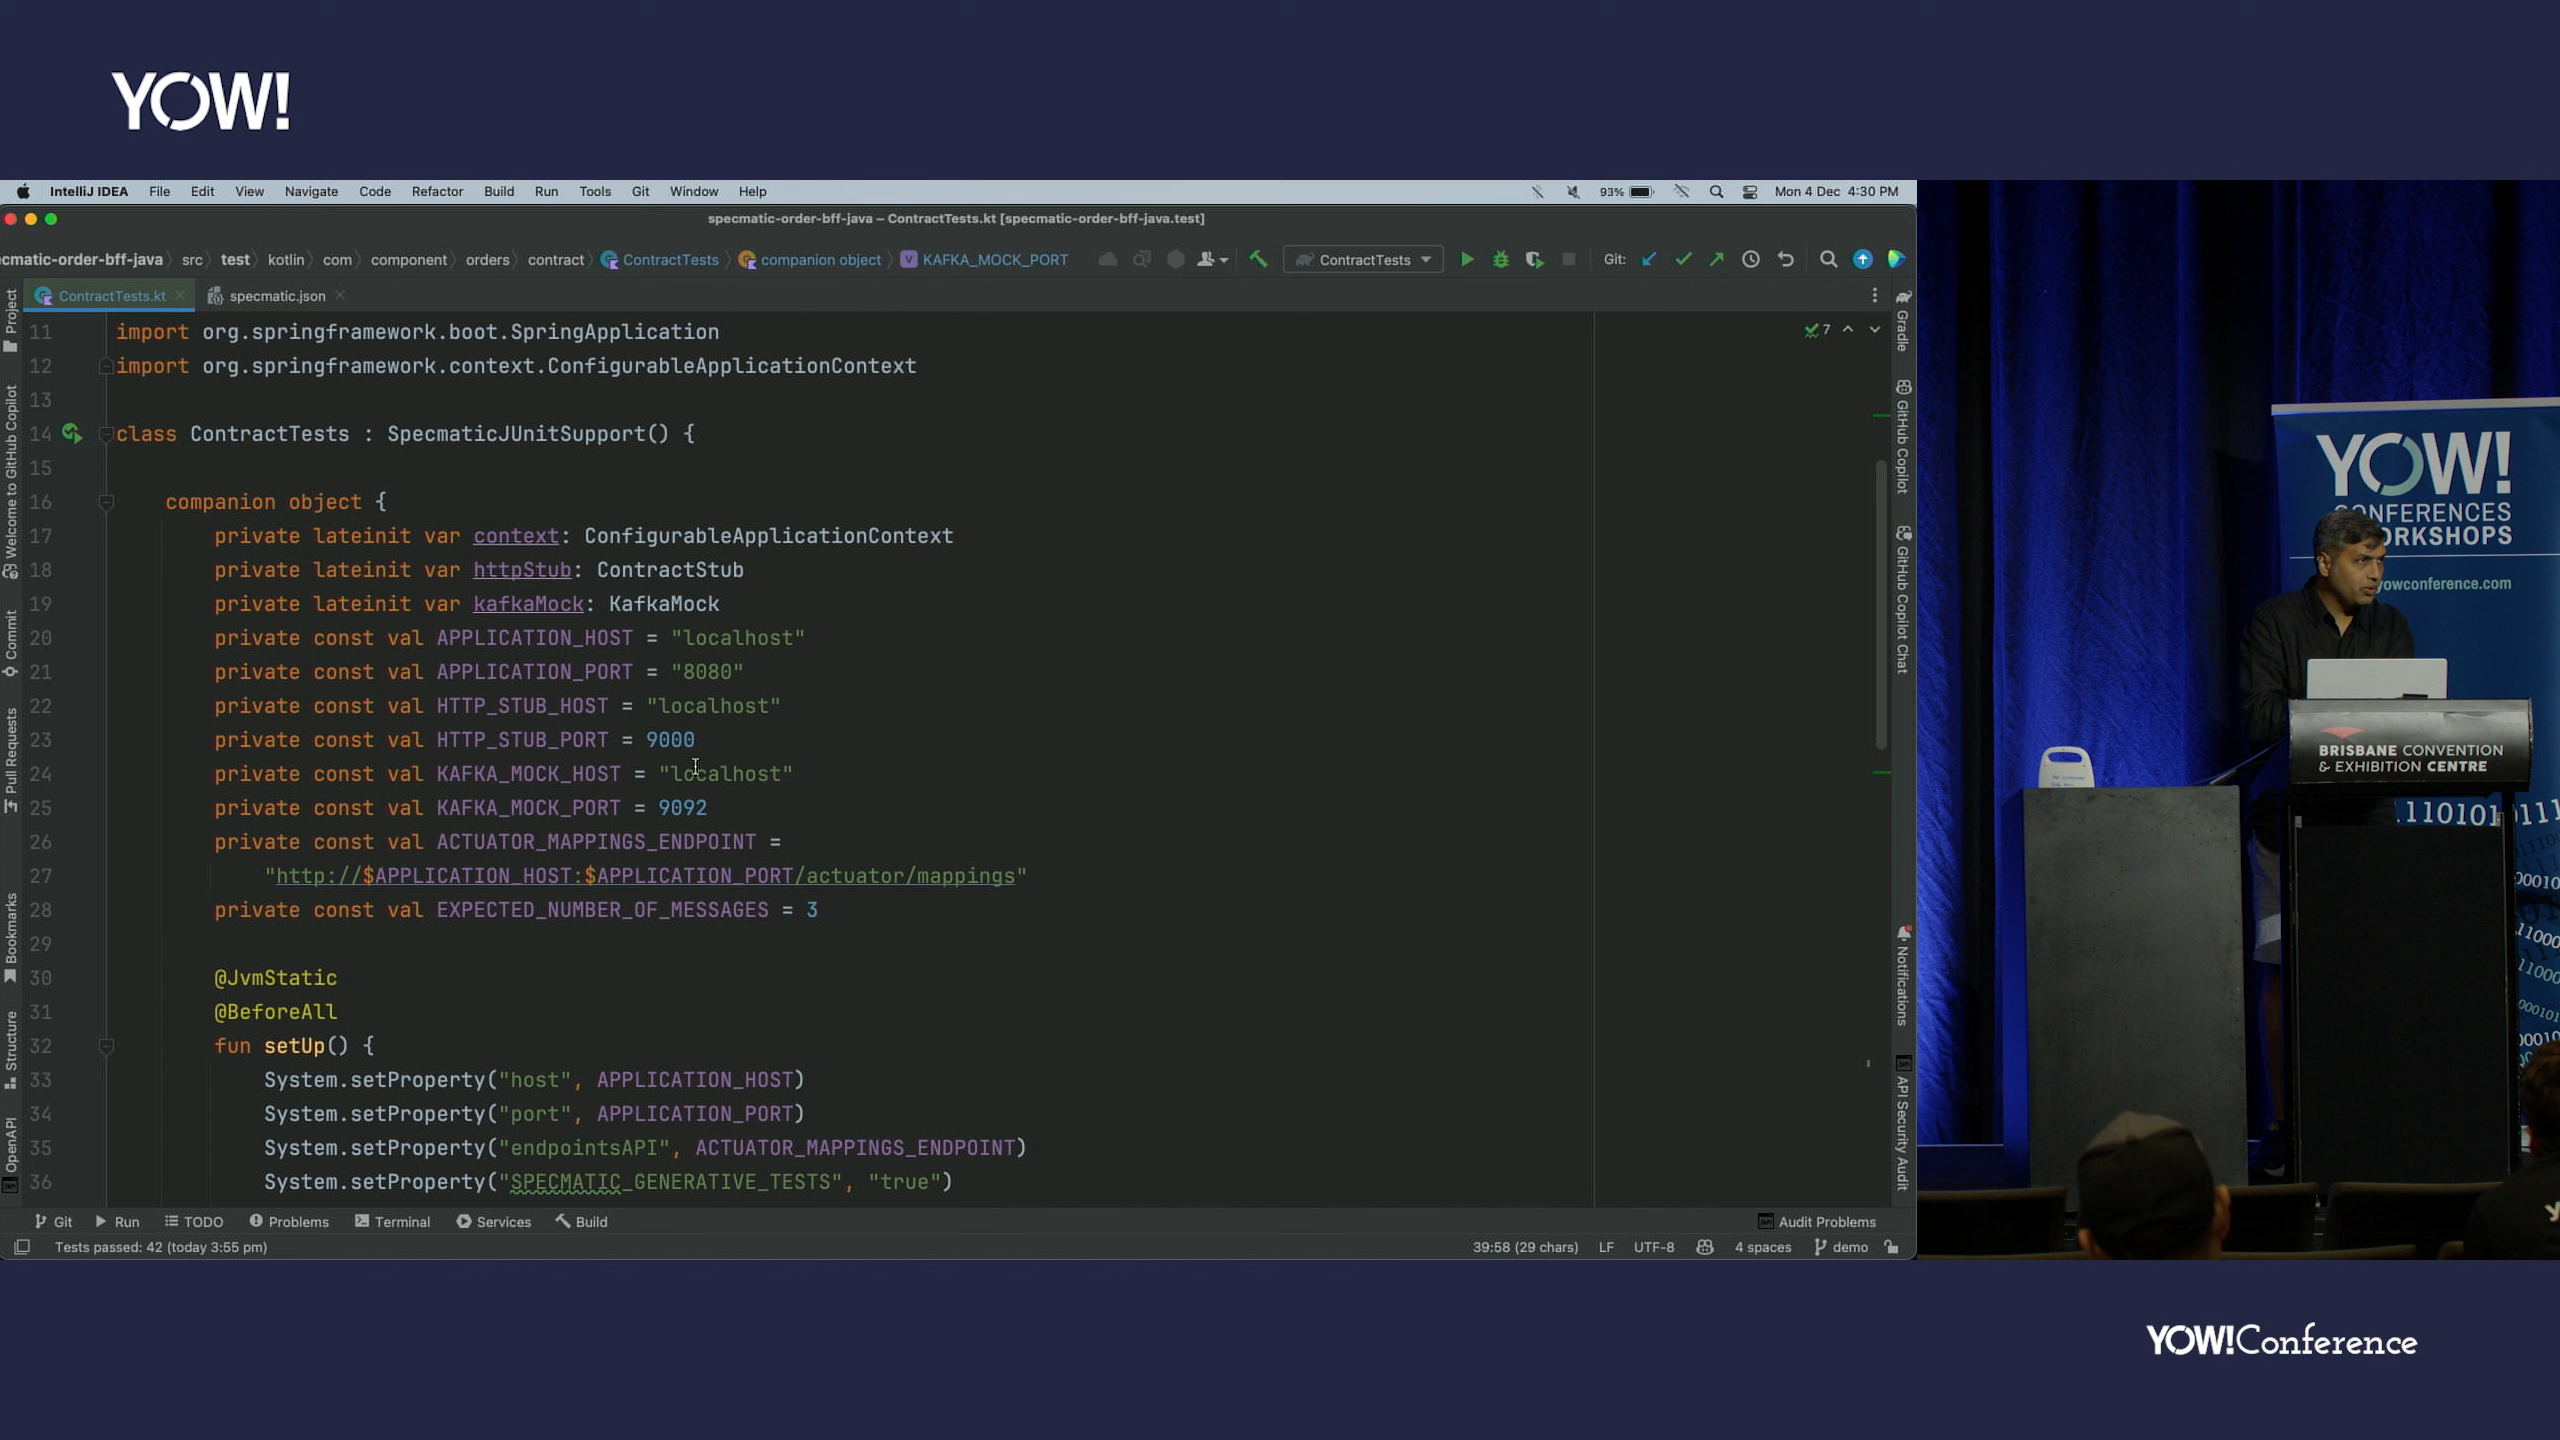 YOW!
IntelliJ IDEA File Edit View Navigate Code Refactor Build Run Tools Git Window Help
93% Mon 4 Dec 4:30 PM
specmatic-order-bff-java – ContractTests.kt [specmatic-order-bff-java.test]
cmatic-order-bff-java src test kotlin com component orders contract ContractTests companion object KAFKA_MOCK_PORT
ContractTests Git:
ContractTests.kt specmatic.json
7
11 import org.springframework.boot.SpringApplication
12 import org.springframework.context.ConfigurableApplicationContext
13
14 class ContractTests : SpecmaticJUnitSupport() {
15
16 companion object {
17 private lateinit var context: ConfigurableApplicationContext
18 private lateinit var httpStub: ContractStub
19 private lateinit var kafkaMock: KafkaMock
20 private const val APPLICATION_HOST = "localhost"
21 private const val APPLICATION_PORT = "8080"
22 private const val HTTP_STUB_HOST = "localhost"
23 private const val HTTP_STUB_PORT = 9000
24 private const val KAFKA_MOCK_HOST = "localhost"
25 private const val KAFKA_MOCK_PORT = 9092
26 private const val ACTUATOR_MAPPINGS_ENDPOINT =
27 "http://$APPLICATION_HOST:$APPLICATION_PORT/actuator/mappings"
28 private const val EXPECTED_NUMBER_OF_MESSAGES = 3
29
30 @JvmStatic
31 @BeforeAll
32 fun setUp() {
33 System.setProperty("host", APPLICATION_HOST)
34 System.setProperty("port", APPLICATION_PORT)
35 System.setProperty("endpointsAPI", ACTUATOR_MAPPINGS_ENDPOINT)
36 System.setProperty("SPECMATIC_GENERATIVE_TESTS", "true")
Project
Welcome to GitHub Copilot
Commit
Pull Requests
Bookmarks
Structure
OpenAPI
Gradle
GitHub Copilot
GitHub Copilot Chat
Notifications
API Security Audit
Git Run TODO Problems Terminal Services Build Audit Problems
Tests passed: 42 (today 3:55 pm) 39:58 (29 chars) LF UTF-8 4 spaces demo
YOW!
ONFERENCES
ORKSHOPS
yowconference.com
BRISBANE CONVENTION
& EXHIBITION CENTRE
YOW!Conference